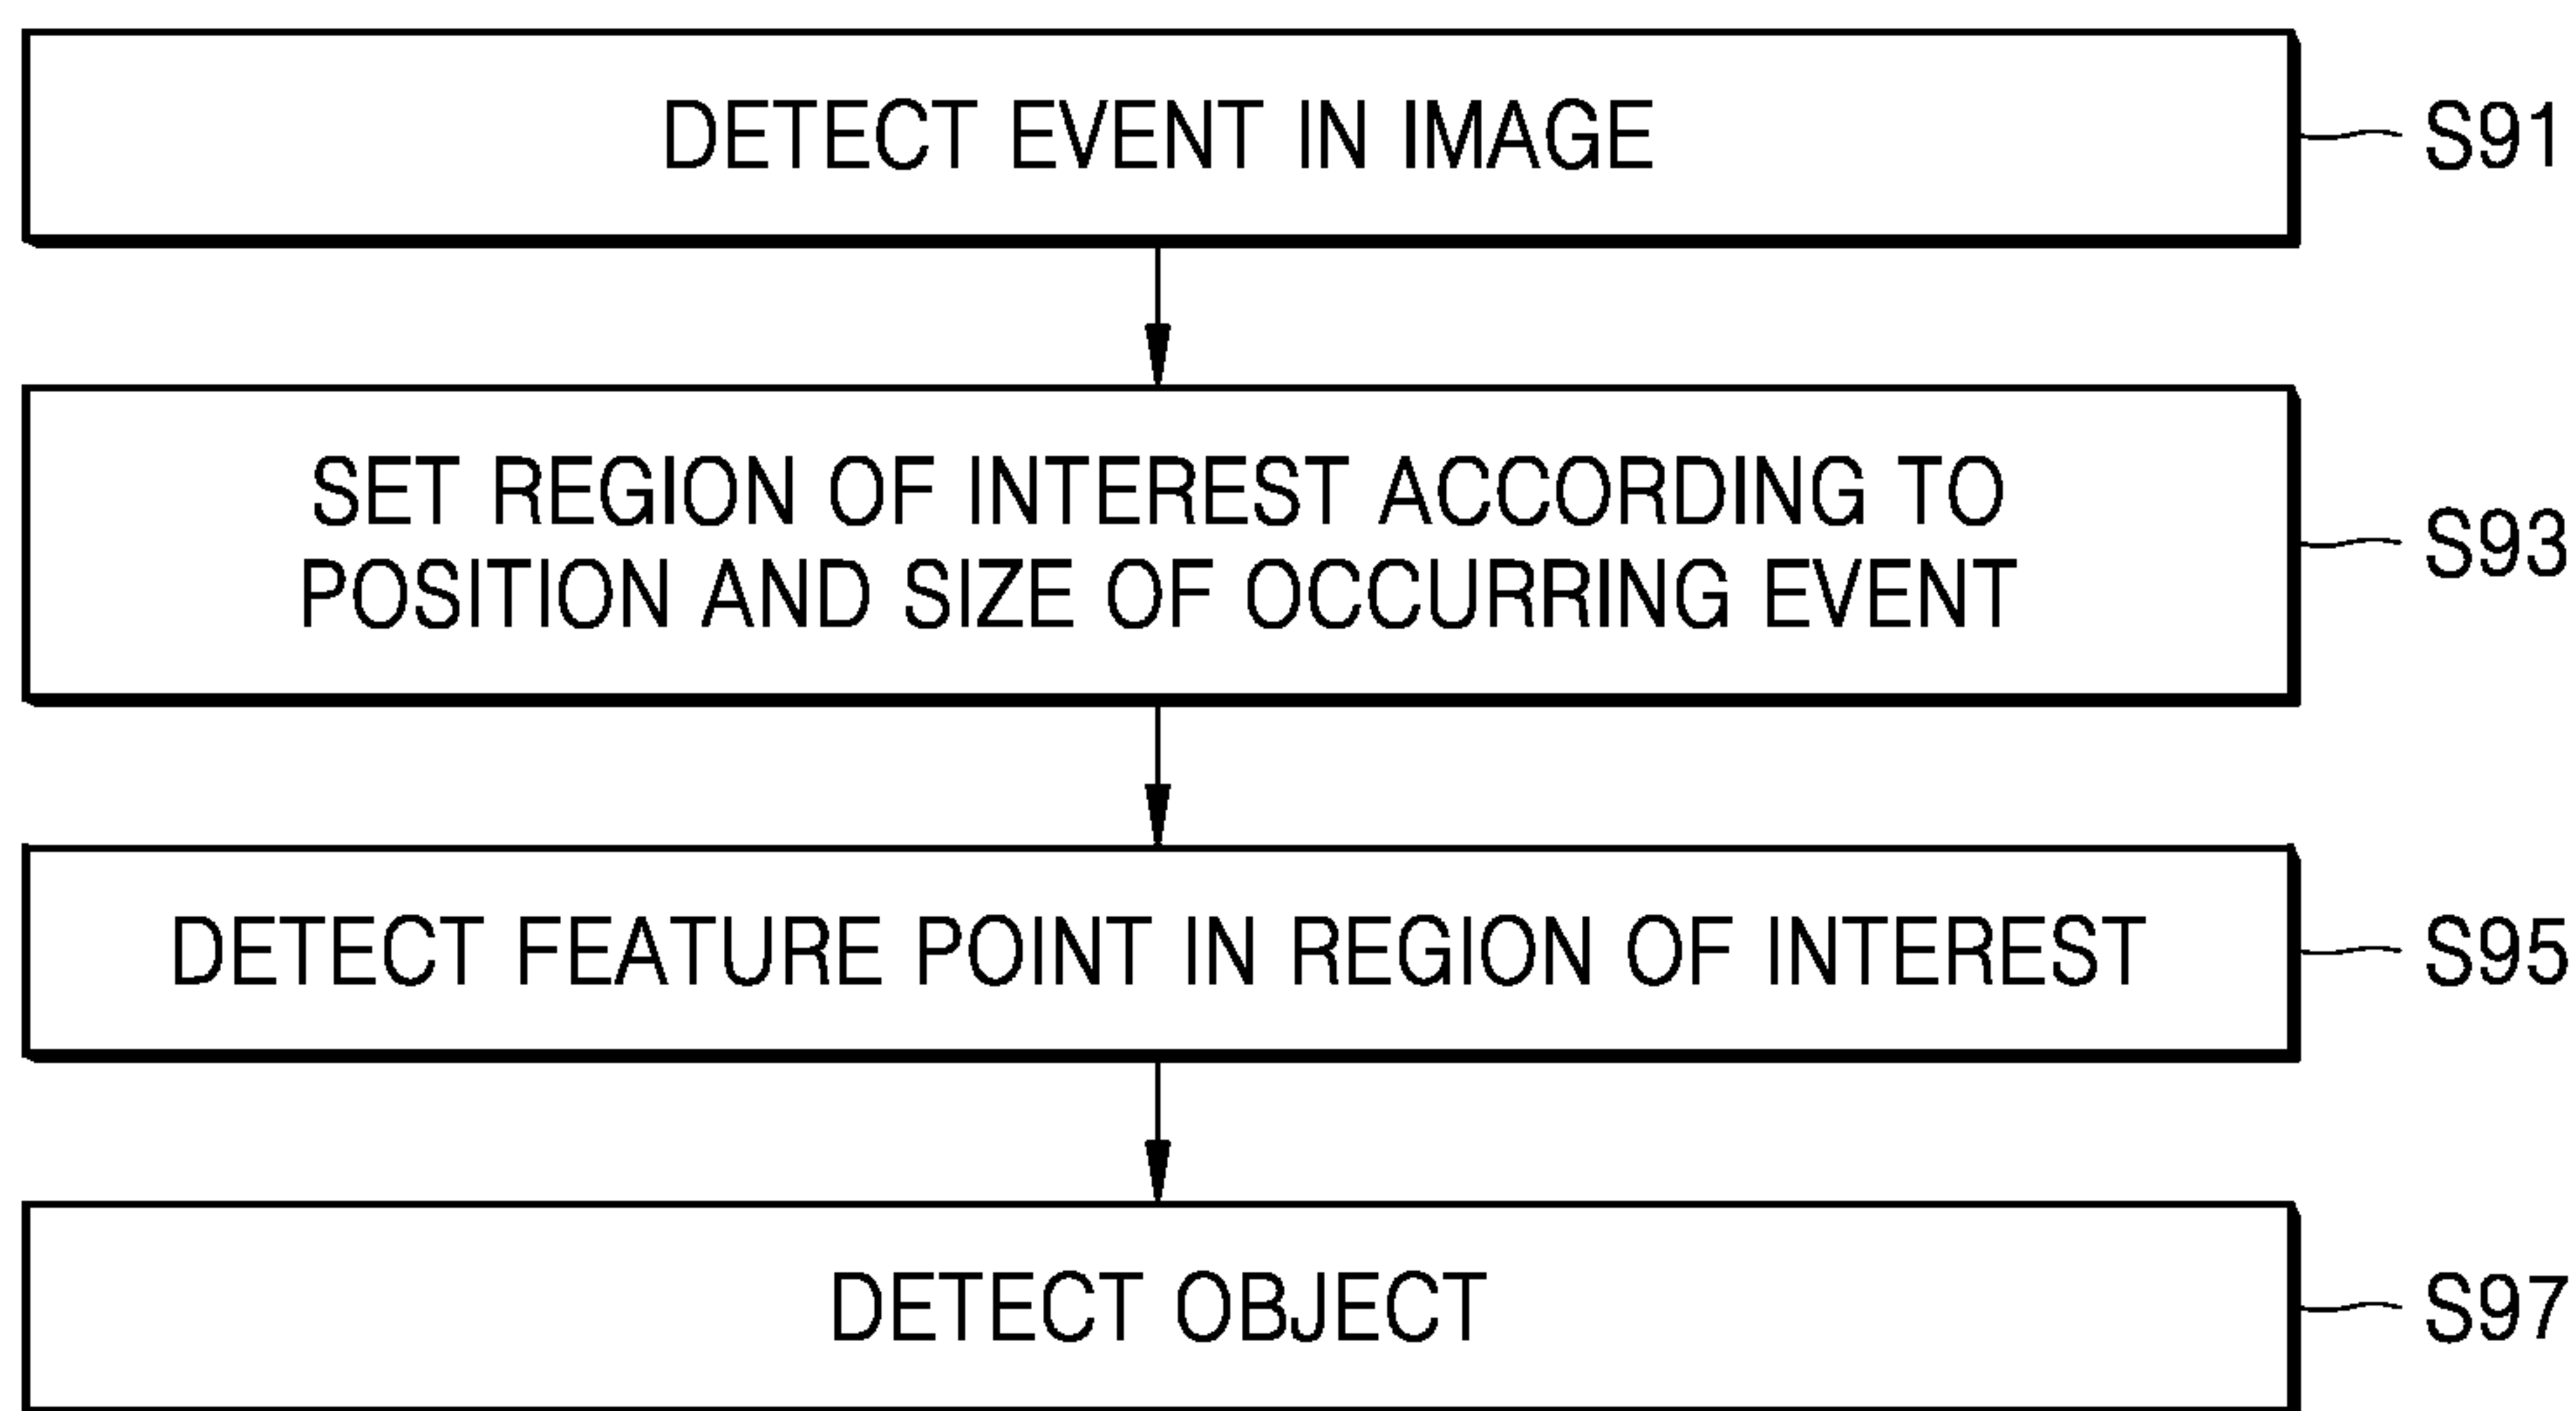 DETECT EVENT IN IMAGE
S91
SET REGION OF INTEREST ACCORDING TO
POSITION AND SIZE OF OCCURRING EVENT
S93
DETECT FEATURE POINT IN REGION OF INTEREST
S95
DETECT OBJECT
S97